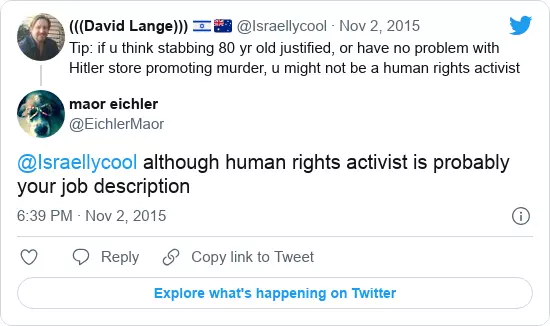 (((David Lange))) 🇮🇱 🇦🇺 @Israellycool · Nov 2, 2015
Tip: if u think stabbing 80 yr old justified, or have no problem with
Hitler store promoting murder, u might not be a human rights activist
maor eichler
@EichlerMaor
@Israellycool although human rights activist is probably
your job description
6:39 PM · Nov 2, 2015
Reply Copy link to Tweet
Explore what's happening on Twitter